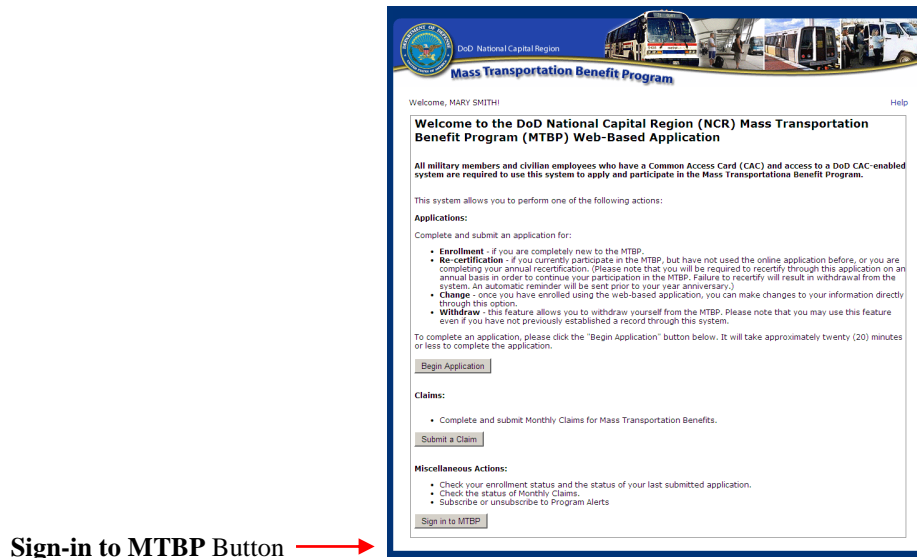 DoD National Capital Region
Mass Transportation Benefit Program
Welcome, MARY SMITH!
Help
Welcome to the DoD National Capital Region (NCR) Mass Transportation
Benefit Program (MTBP) Web-Based Application
All military members and civilian employees who have a Common Access Card (CAC) and access to a DoD CAC-enabled
system are required to use this system to apply and participate in the Mass Transportationa Benefit Program.
This system allows you to perform one of the following actions:
Applications:
Complete and submit an application for:
• Enrollment - if you are completely new to the MTBP.
• Re-certification - if you currently participate in the MTBP, but have not used the online application before, or you are
completing your annual recertification. (Please note that you will be required to recertify through this application on an
annual basis in order to continue your participation in the MTBP. Failure to recertify will result in withdrawal from the
system. An automatic reminder will be sent prior to your year anniversary.)
• Change - once you have enrolled using the web-based application, you can make changes to your information directly
through this option.
• Withdraw - this feature allows you to withdraw yourself from the MTBP. Please note that you may use this feature
even if you have not previously established a record through this system.
To complete an application, please click the "Begin Application" button below. It will take approximately twenty (20) minutes
or less to complete the application.
Begin Application
Claims:
• Complete and submit Monthly Claims for Mass Transportation Benefits.
Submit a Claim
Miscellaneous Actions:
• Check your enrollment status and the status of your last submitted application.
• Check the status of Monthly Claims.
• Subscribe or unsubscribe to Program Alerts
Sign in to MTBP
Sign-in to MTBP Button